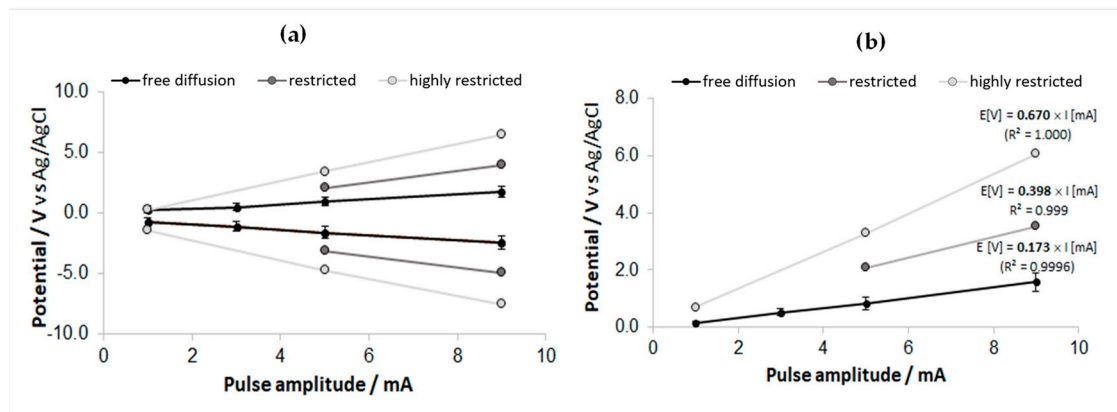 (a)
free diffusion restricted highly restricted
10.0
5.0
0.0
-5.0
-10.0
Potential / V vs Ag/AgCl
0 2 4 6 8 10
Pulse amplitude / mA
(b)
free diffusion restricted highly restricted
8.0
6.0
4.0
2.0
0.0
Potential / V vs Ag/AgCl
E[V] = 0.670 × I [mA]
(R² = 1.000)
E[V] = 0.398 × I [mA]
R² = 0.999
E [V] = 0.173 × I [mA]
(R² = 0.9996)
0 2 4 6 8 10
Pulse amplitude / mA